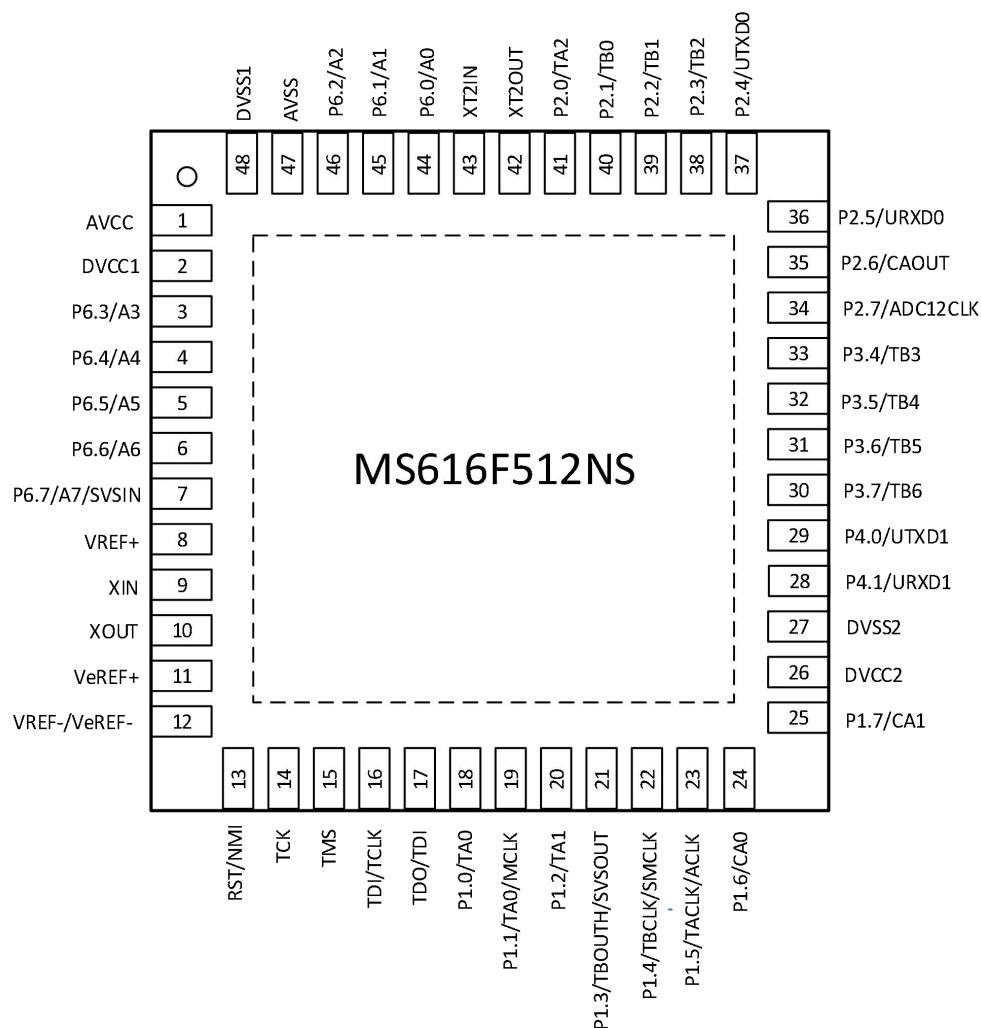 DVSS1
AVSS
P6.2/A2
P6.1/A1
P6.0/A0
XT2IN
XT2OUT
P2.0/TA2
P2.1/TB0
P2.2/TB1
P2.3/TB2
P2.4/UTXD0
48
47
46
45
44
43
42
41
40
39
38
37
AVCC 1
DVCC1 2
P6.3/A3 3
P6.4/A4 4
P6.5/A5 5
P6.6/A6 6
P6.7/A7/SVSIN 7
VREF+ 8
XIN 9
XOUT 10
VeREF+ 11
VREF-/VeREF- 12
MS616F512NS
36 P2.5/URXD0
35 P2.6/CAOUT
34 P2.7/ADC12CLK
33 P3.4/TB3
32 P3.5/TB4
31 P3.6/TB5
30 P3.7/TB6
29 P4.0/UTXD1
28 P4.1/URXD1
27 DVSS2
26 DVCC2
25 P1.7/CA1
13
14
15
16
17
18
19
20
21
22
23
24
RST/NMI
TCK
TMS
TDI/TCLK
TDO/TDI
P1.0/TA0
P1.1/TA0/MCLK
P1.2/TA1
P1.3/TBOUTH/SVSOUT
P1.4/TBCLK/SMCLK
P1.5/TACLK/ACLK
P1.6/CA0